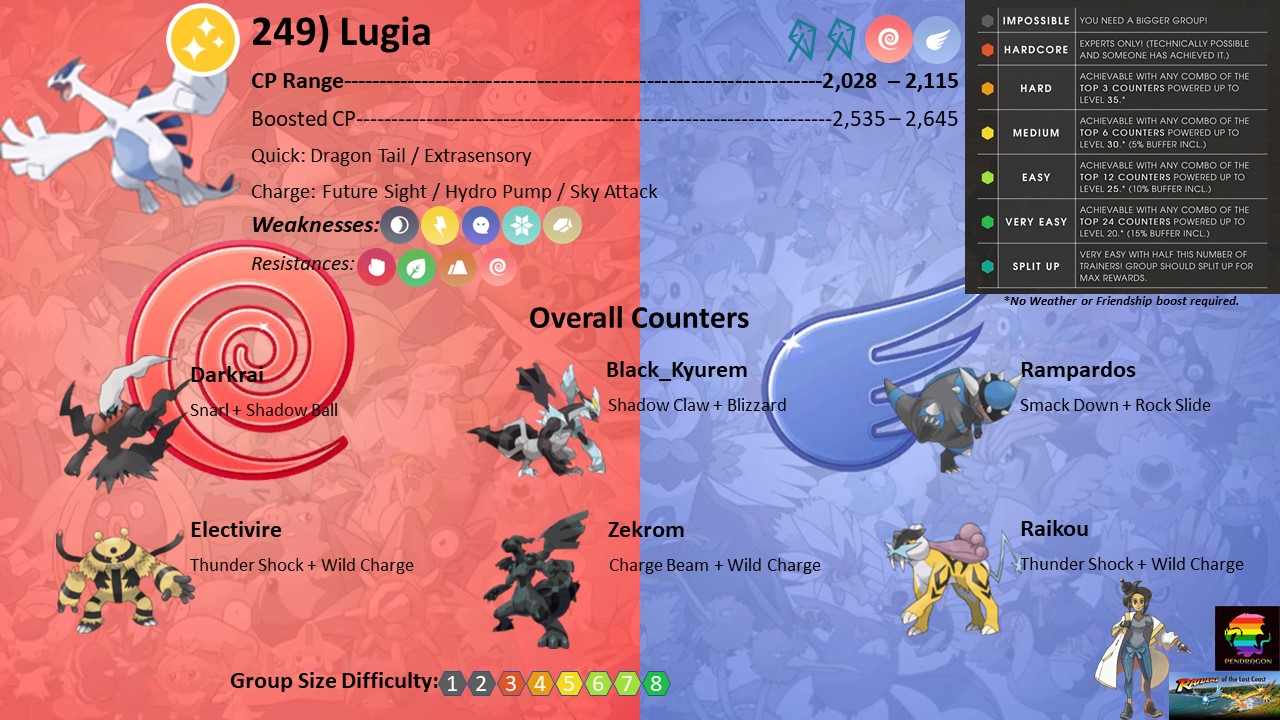 249) Lugia
CP Range-----------------------------------------------------------------2,028 – 2,115
Boosted CP-----------------------------------------------------------------2,535 – 2,645
Quick: Dragon Tail / Extrasensory
Charge: Future Sight / Hydro Pump / Sky Attack
Weaknesses:
Resistances:
IMPOSSIBLE YOU NEED A BIGGER GROUP!
HARDCORE EXPERTS ONLY! (TECHNICALLY POSSIBLE
AND SOMEONE HAS ACHIEVED IT.)
HARD ACHIEVABLE WITH ANY COMBO OF THE
TOP 3 COUNTERS POWERED UP TO
LEVEL 35.*
MEDIUM ACHIEVABLE WITH ANY COMBO OF THE
TOP 6 COUNTERS POWERED UP TO
LEVEL 30.* (5% BUFFER INCL.)
EASY ACHIEVABLE WITH ANY COMBO OF THE
TOP 12 COUNTERS POWERED UP TO
LEVEL 25.* (10% BUFFER INCL.)
VERY EASY ACHIEVABLE WITH ANY COMBO OF THE
TOP 24 COUNTERS POWERED UP TO
LEVEL 20.* (15% BUFFER INCL.)
SPLIT UP VERY EASY WITH HALF THIS NUMBER OF
TRAINERS! GROUP SHOULD SPLIT UP FOR
MAX REWARDS.
*No Weather or Friendship boost required.
Overall Counters
Darkrai
Snarl + Shadow Ball
Black_Kyurem
Shadow Claw + Blizzard
Rampardos
Smack Down + Rock Slide
Electivire
Thunder Shock + Wild Charge
Zekrom
Charge Beam + Wild Charge
Raikou
Thunder Shock + Wild Charge
PENDRAGON
RAIDERS of the Lost Coast
Group Size Difficulty: 1 2 3 4 5 6 7 8